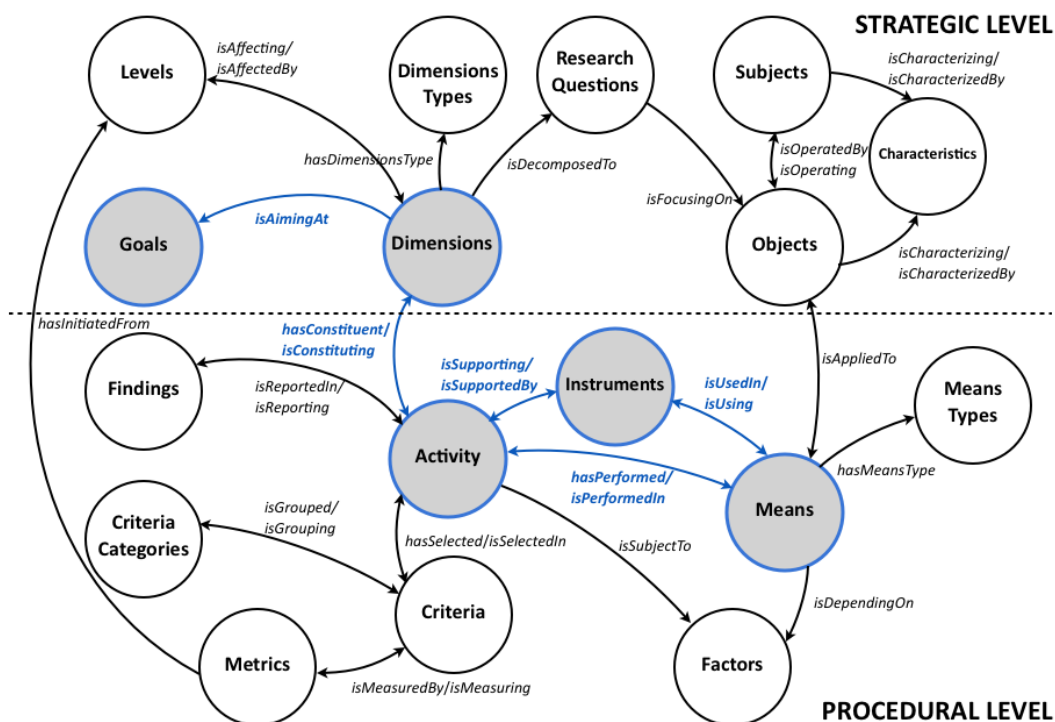 STRATEGIC LEVEL
Levels
isAffecting/
isAffectedBy
Dimensions
Types
Research
Questions
Subjects
isCharacterizing/
isCharacterizedBy
hasDimensionsType
isDecomposedTo
isOperatedBy
isOperating
Characteristics
isFocusingOn
Goals
isAimingAt
Dimensions
Objects
isCharacterizing/
isCharacterizedBy
hasInitiatedFrom
hasConstituent/
isConstituting
Findings
isReportedIn/
isReporting
isSupporting/
isSupportedBy
Instruments
isUsedIn/
isUsing
isAppliedTo
Means
Types
Activity
hasMeansType
hasPerformed/
isPerformedIn
Means
isGrouped/
isGrouping
Criteria
Categories
hasSelected/isSelectedIn
isSubjectTo
Criteria
isDependingOn
Metrics
isMeasuredBy/isMeasuring
Factors
PROCEDURAL LEVEL